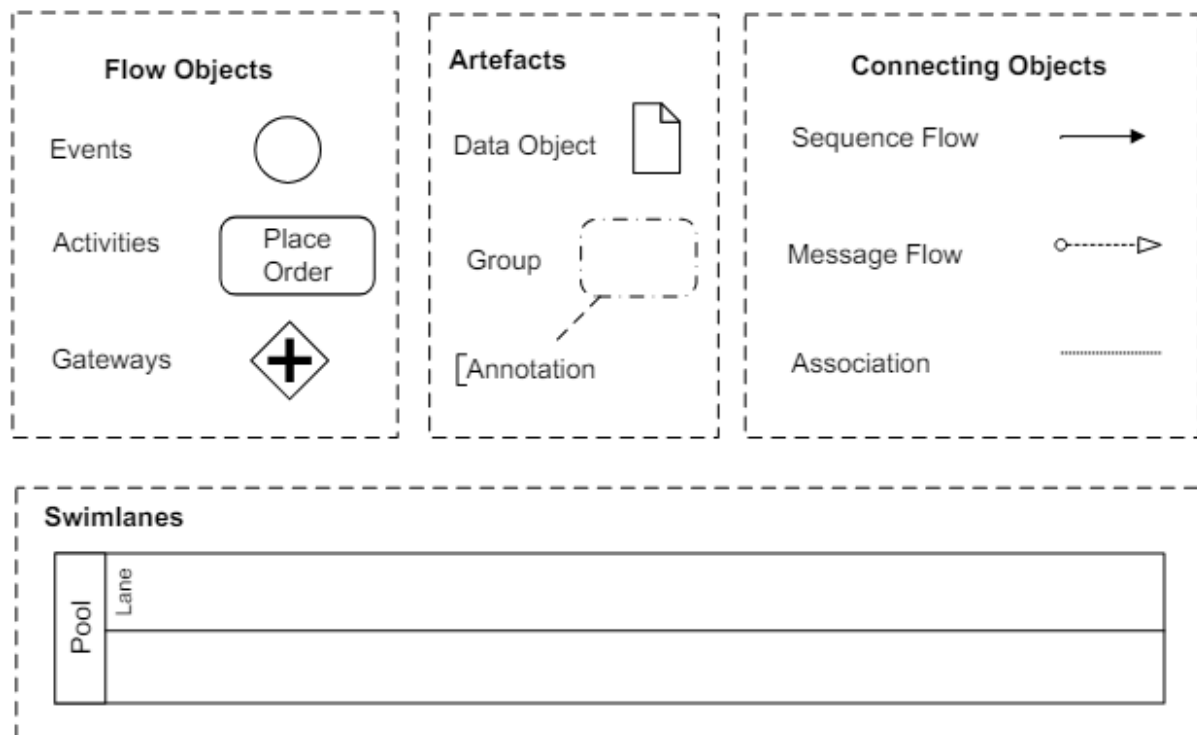 Flow Objects
Events
Activities
Place
Order
Gateways
Artefacts
Data Object
Group
[Annotation
Connecting Objects
Sequence Flow
Message Flow
Association
Swimlanes
Pool
Lane